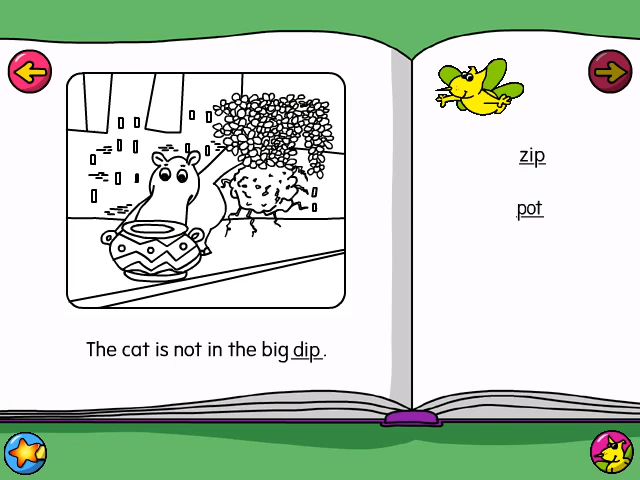 The cat is not in the big dip.
zip
pot